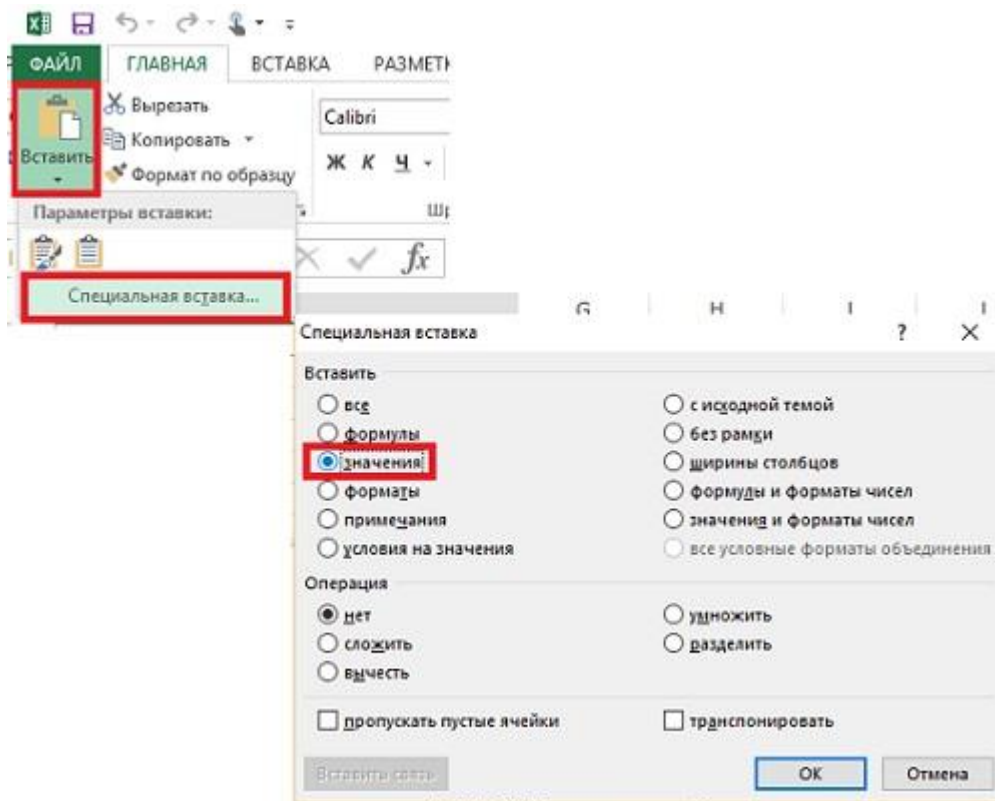 ФАЙЛ ГЛАВНАЯ ВСТАВКА РАЗМЕТ
Вырезать
Calibri
Копировать
Вставить
Ж К Ч
Формат по образцу
Параметры вставки:
fx
Специальная вставка...
G H I
Специальная вставка ? ×
Вставить
все с исходной темой
формулы без рамки
значения ширины столбцов
форматы формулы и форматы чисел
примечания значения и форматы чисел
условия на значения все условные форматы объединения
Операция
нет умножить
сложить разделить
вычесть
пропускать пустые ячейки транспонировать
Вставить связь ОК Отмена